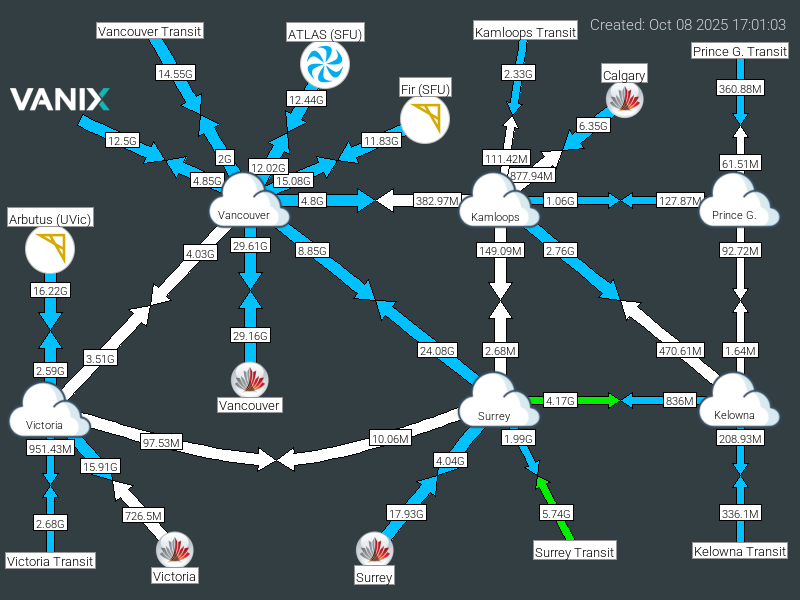 Created: Oct 08 2025 17:01:03
Vancouver Transit
ATLAS (SFU)
Kamloops Transit
Prince G. Transit
14.55G
2.33G
Calgary
Fir (SFU)
360.88M
VANIX
12.44G
6.35G
12.5G
11.83G
2G
111.42M
61.51M
12.02G
4.85G
15.08G
877.94M
4.8G
382.97M
1.06G
127.87M
Vancouver
Kamloops
Prince G.
Arbutus (UVic)
4.03G
29.61G
8.85G
149.09M
2.76G
92.72M
16.22G
29.16G
3.51G
24.08G
2.68M
470.61M
1.64M
2.59G
Vancouver
4.17G
836M
Victoria
Surrey
Kelowna
951.43M
97.53M
10.06M
1.99G
208.93M
15.91G
4.04G
2.68G
726.5M
17.93G
5.74G
336.1M
Victoria Transit
Victoria
Surrey
Surrey Transit
Kelowna Transit